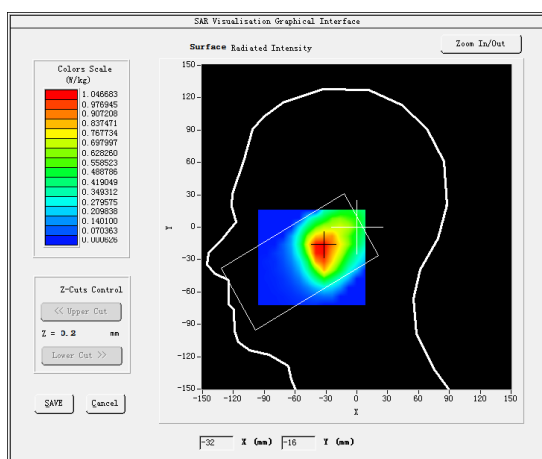 SAR Visualisation Graphical Interface
Surface Radiated Intensity
Zoom In/Out
Colors Scale
(W/kg)
1.046683
0.976945
0.907208
0.837471
0.767734
0.697997
0.628260
0.558523
0.488786
0.419049
0.349312
0.279575
0.209838
0.140100
0.070363
0.000626
150
120
90
60
30
0
-30
-60
-90
-120
-150
Y
-150 -120 -90 -60 -30 0 30 60 90 120 150
X
Z-Cuts Control
<< Upper Cut
Z = 0.2 mm
Lower Cut >>
SAVE Cancel
-32 X (mm) -16 Y (mm)